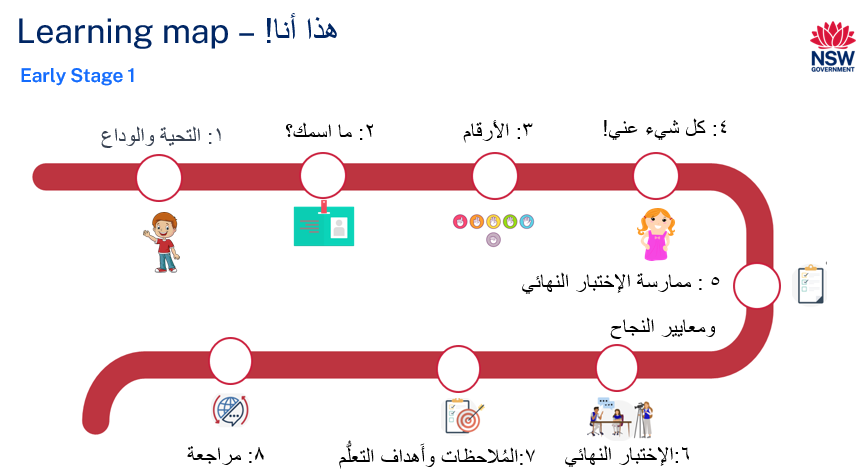 Learning map – هذا أنا!
NSW
GOVERNMENT
Early Stage 1
١: التحية والوداع
٢: ما اسمك؟
٣: الأرقام
٤: كل شيء عني!
٥ : ممارسة الإختبار النهائي
ومعايير النجاح
٦:الإختبار النهائي
٧:المُلاحظات وأَهداف التعلُّم
٨: مراجعة